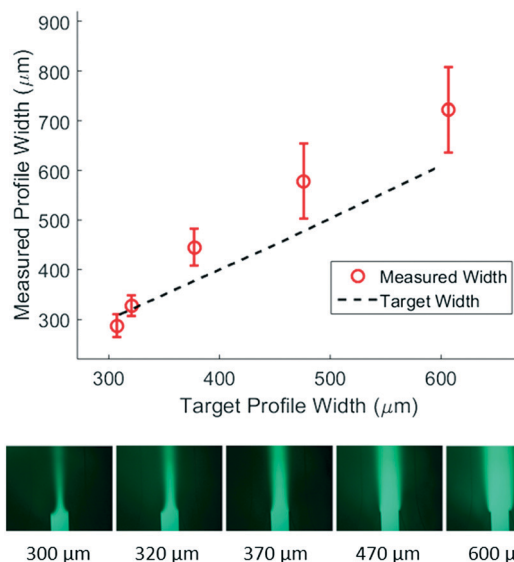 900
800
700
600
500
400
300
Measured Profile Width (μm)
Measured Width
Target Width
300
400
500
600
Target Profile Width (μm)
300 μm
320 μm
370 μm
470 μm
600 μ